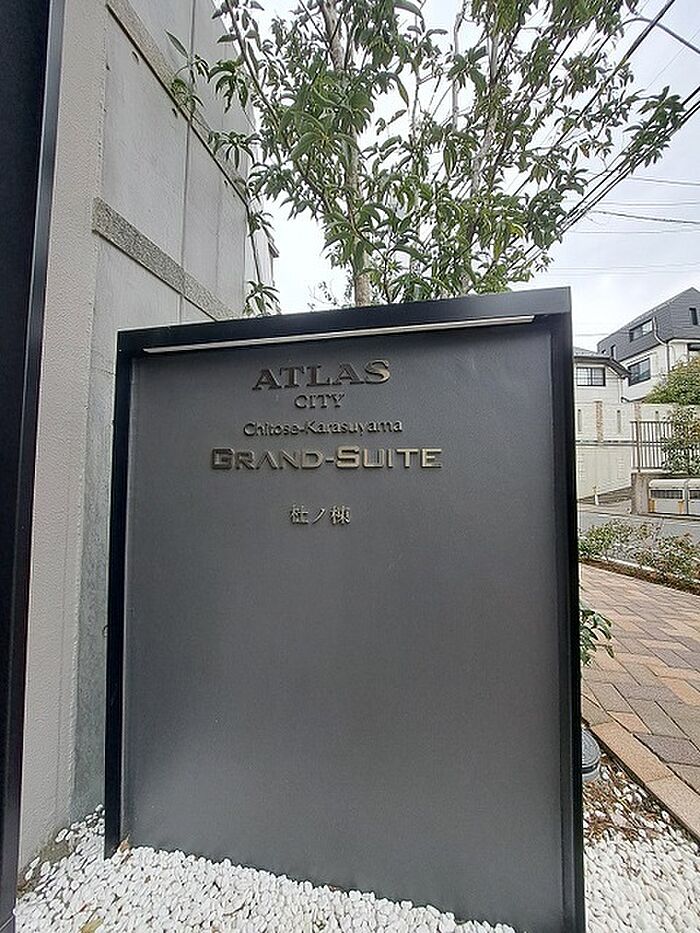 ATLAS
CITY
Chitose-Karasuyama
GRAND-SUITE
杜ノ棟